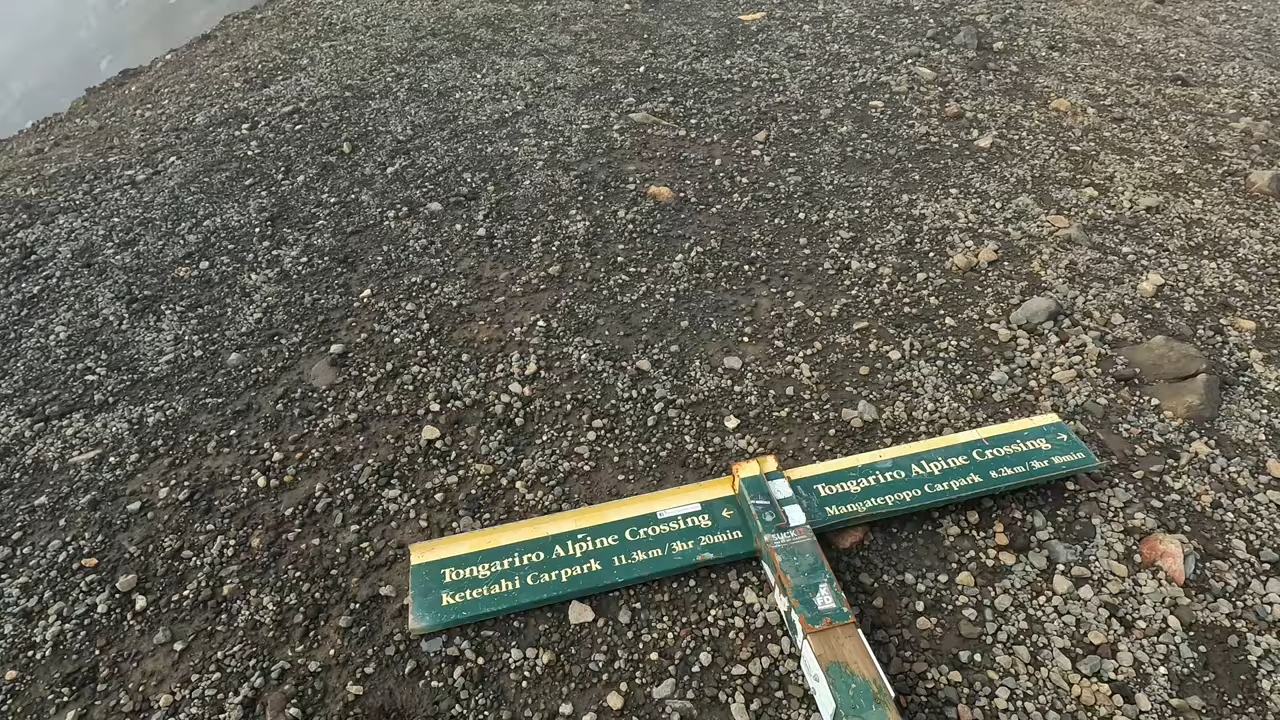 Tongariro Alpine Crossing ←
Ketetahi Carpark 11.3km/3hr 20min
Tongariro Alpine Crossing →
Mangatepopo Carpark 8.2km/3hr 10min